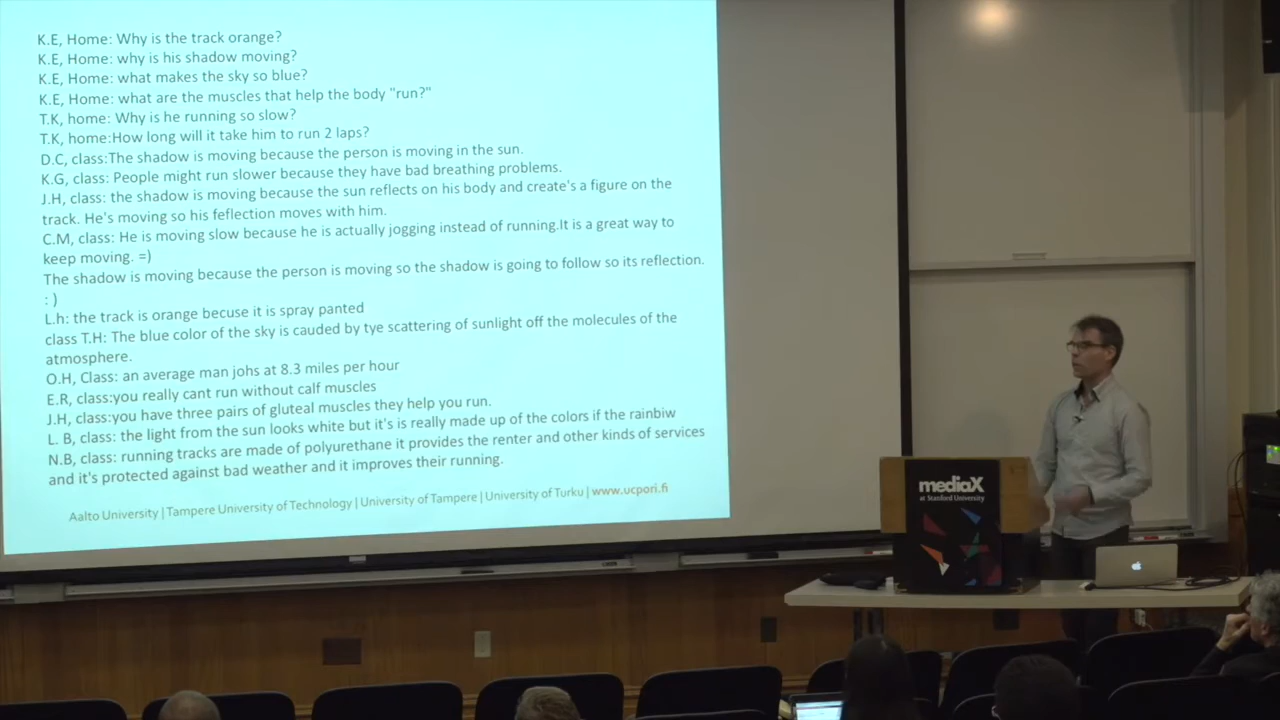 K.E, Home: Why is the track orange?
K.E, Home: why is his shadow moving?
K.E, Home: what makes the sky so blue?
K.E, Home: what are the muscles that help the body "run?"
T.K, home: Why is he running so slow?
T.K, home:How long will it take him to run 2 laps?
D.C, class:The shadow is moving because the person is moving in the sun.
K.G, class: People might run slower because they have bad breathing problems.
J.H, class: the shadow is moving because the sun reflects on his body and create's a figure on the
track. He's moving so his feflection moves with him.
C.M, class: He is moving slow because he is actually jogging instead of running.It is a great way to
keep moving. =)
The shadow is moving because the person is moving so the shadow is going to follow so its reflection.
: )
L.h: the track is orange becuse it is spray panted
class T.H: The blue color of the sky is cauded by tye scattering of sunlight off the molecules of the
atmosphere.
O.H, Class: an average man johs at 8.3 miles per hour
E.R, class:you really cant run without calf muscles
J.H, class:you have three pairs of gluteal muscles they help you run.
L. B, class: the light from the sun looks white but it's is really made up of the colors if the rainbiw
N.B, class: running tracks are made of polyurethane it provides the renter and other kinds of services
and it's protected against bad weather and it improves their running.
Aalto University | Tampere University of Technology | University of Tampere | University of Turku | www.ucpori.fi
mediaX
at Stanford University